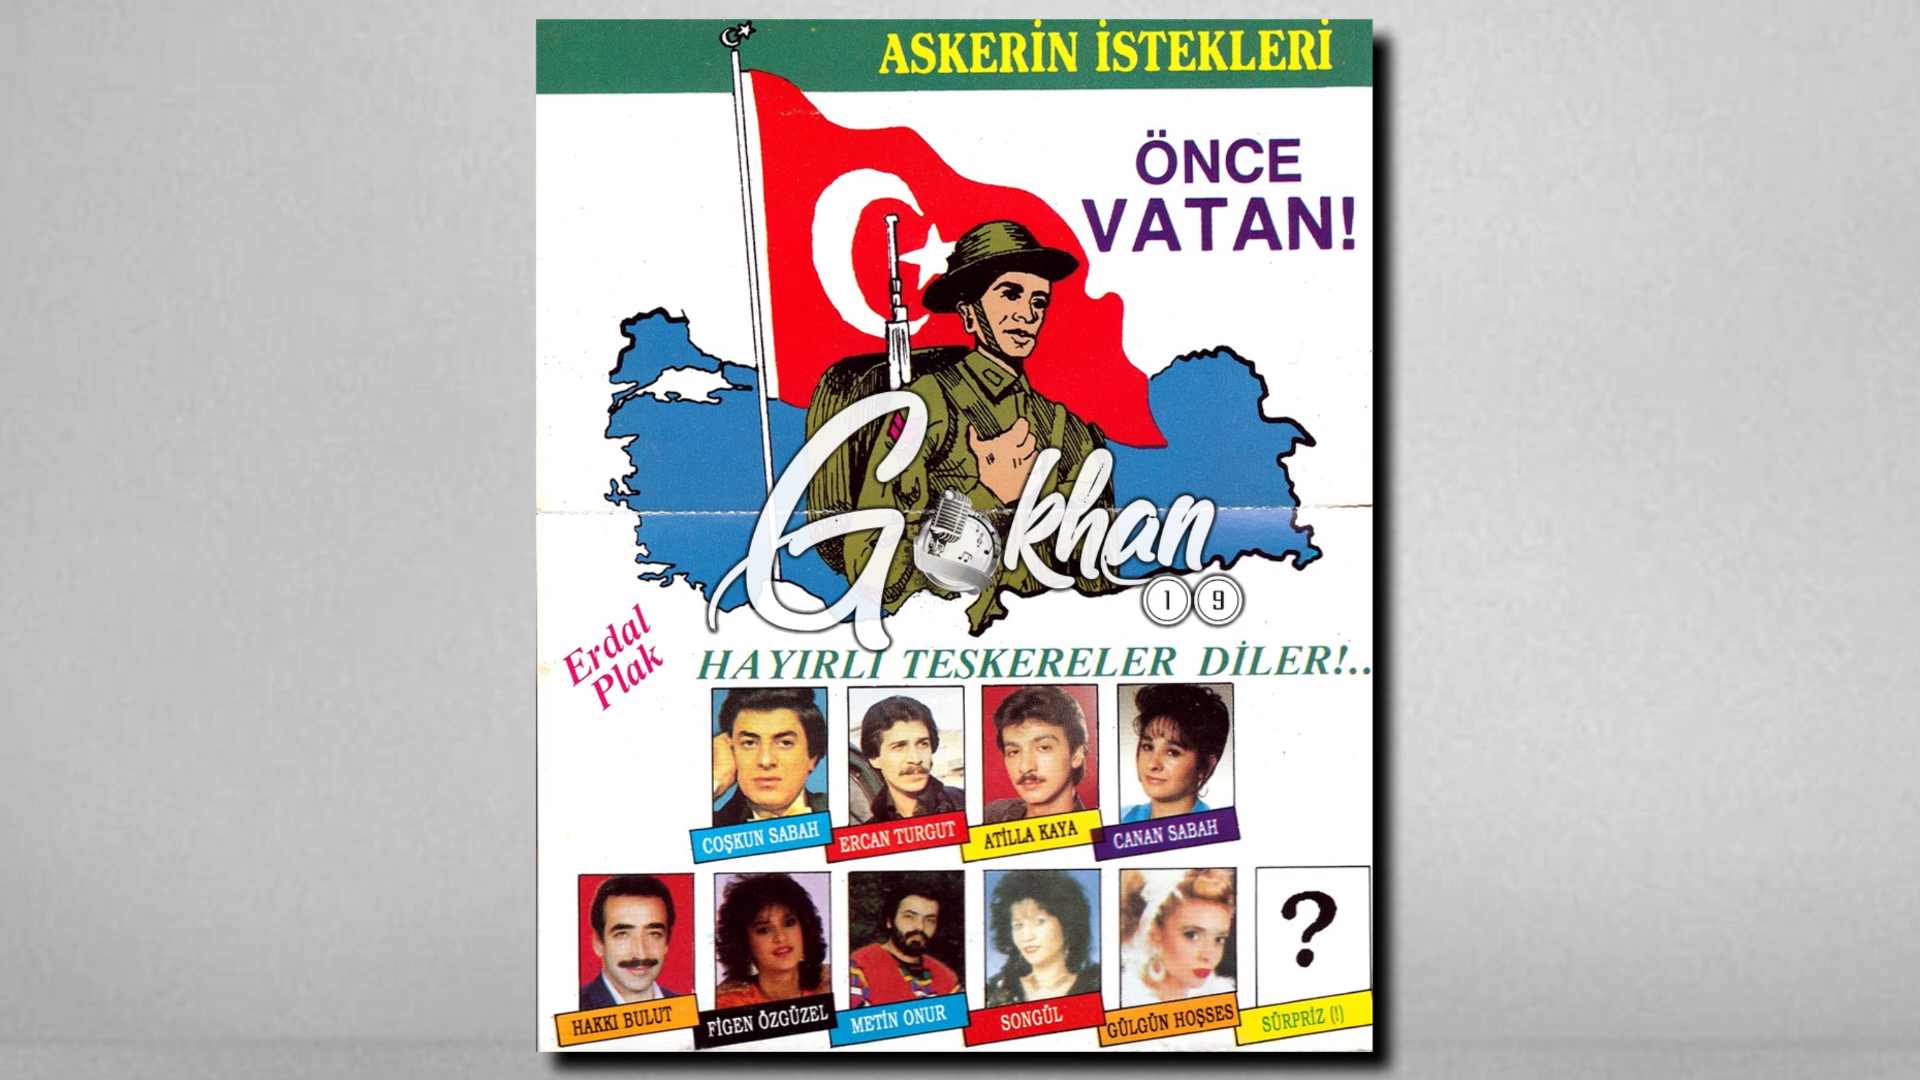 ASKERİN İSTEKLERİ
ÖNCE
VATAN!
Gökhan
1 9
Erdal
Plak
HAYIRLI TESKERELER DİLER!..
COŞKUN SABAH
ERCAN TURGUT
ATİLLA KAYA
CANAN SABAH
HAKKI BULUT
FİGEN ÖZGÜZEL
METİN ONUR
SONGÜL
GÜLGÜN HOŞSES
?
SÜRPRİZ (!)